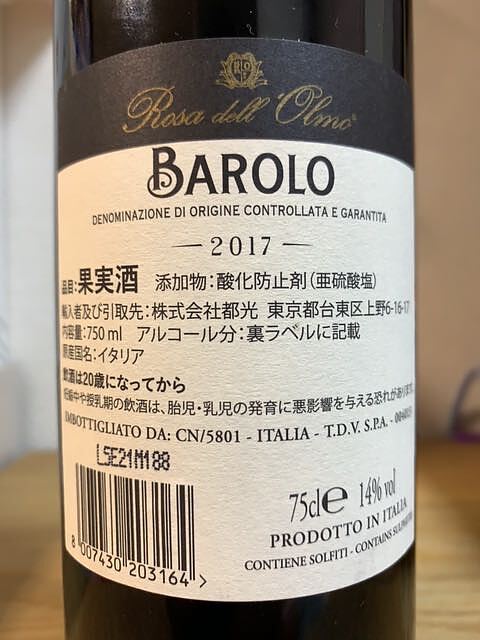 Rosa dell'Olmo®
BAROLO
DENOMINAZIONE DI ORIGINE CONTROLLATA E GARANTITA
2017
品目:果実酒 添加物:酸化防止剤(亜硫酸塩)
輸入者及び引取先:株式会社都光 東京都台東区上野6-16-17
内容量:750 ml アルコール分:裏ラベルに記載
原産国名:イタリア
飲酒は20歳になってから
妊娠中や授乳期の飲酒は、胎児・乳児の発育に悪影響を与える恐れがあります。
IMBOTTIGLIATO DA: CN/5801 - ITALIA - T.D.V. S.P.A. -
L5E21M188
75cl e 14% vol
PRODOTTO IN ITALIA
CONTIENE SOLFITI - CONTAINS
8 007430 203164 >